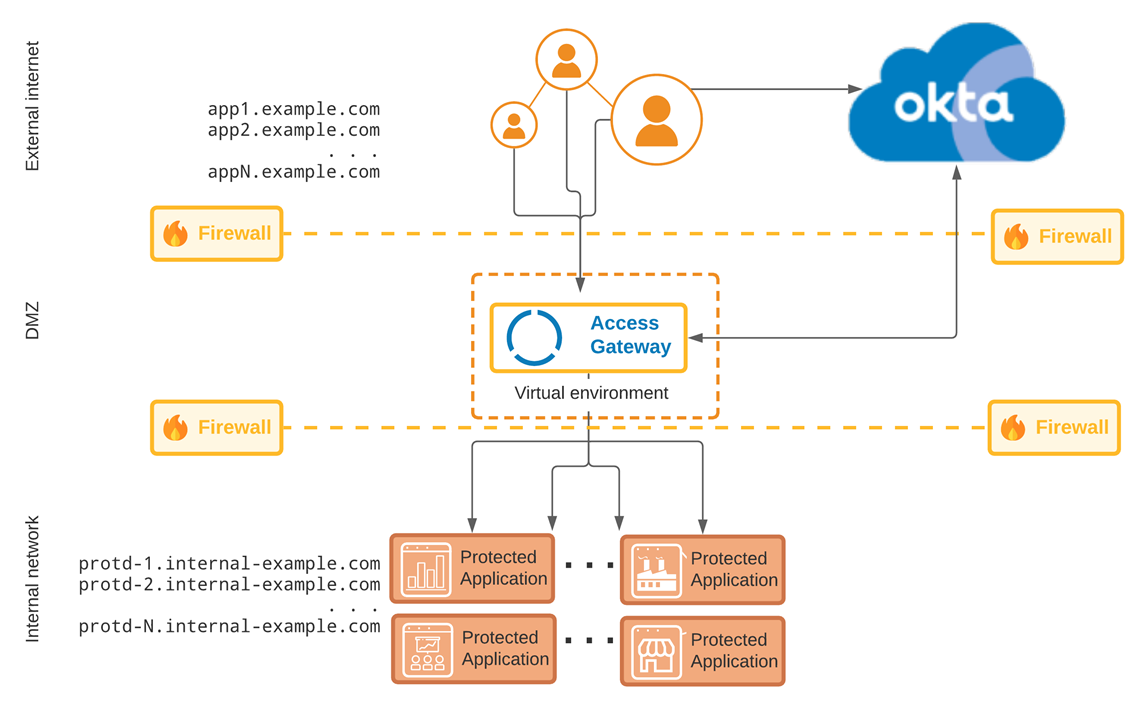 External internet
app1.example.com
app2.example.com
. . .
appN.example.com
okta
Firewall
Firewall
DMZ
Access
Gateway
Virtual environment
Firewall
Firewall
Internal network
protd-1.internal-example.com
protd-2.internal-example.com
. . .
protd-N.internal-example.com
Protected
Application
. . .
Protected
Application
Protected
Application
. . .
Protected
Application